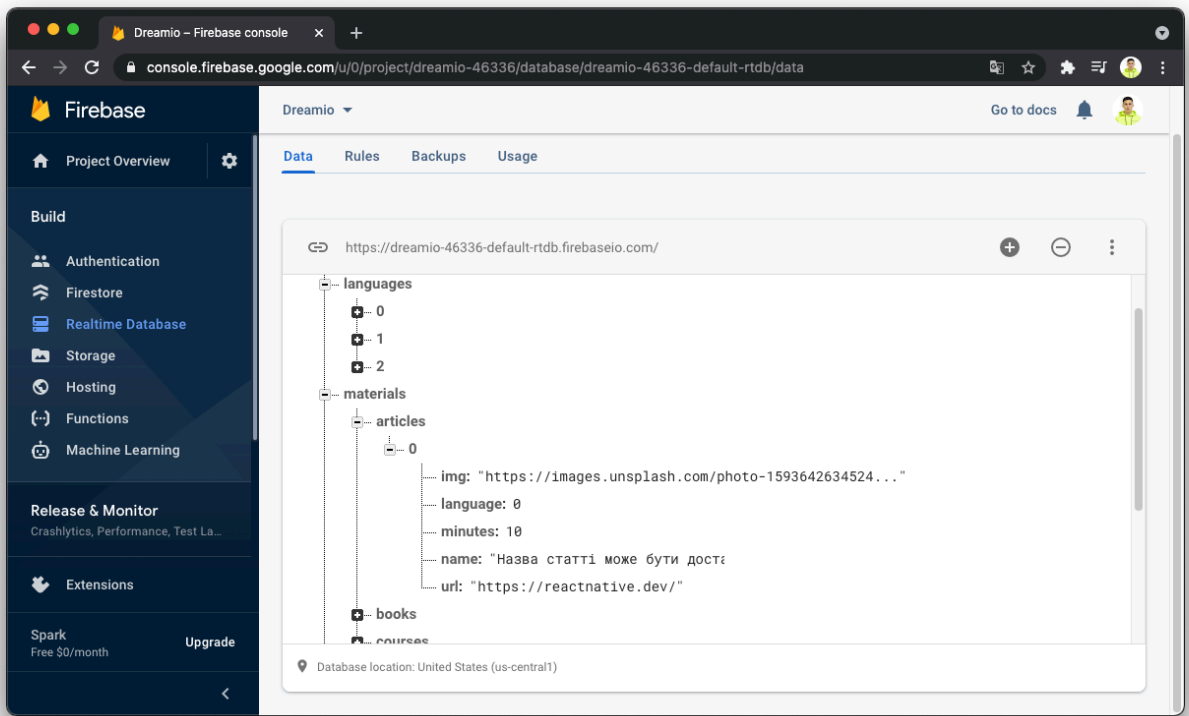 Dreamio – Firebase console
console.firebase.google.com/u/0/project/dreamio-46336/database/dreamio-46336-default-rtdb/data
Firebase
Dreamio
Go to docs
Project Overview
Data Rules Backups Usage
Build
Authentication
Firestore
Realtime Database
Storage
Hosting
Functions
Machine Learning
Release & Monitor
Crashlytics, Performance, Test La...
Extensions
Spark
Free $0/month
Upgrade
https://dreamio-46336-default-rtdb.firebaseio.com/
languages
0
1
2
materials
articles
0
img: "https://images.unsplash.com/photo-1593642634524..."
language: 0
minutes: 10
name: "Назва статті може бути доста
url: "https://reactnative.dev/"
books
courses
Database location: United States (us-central1)